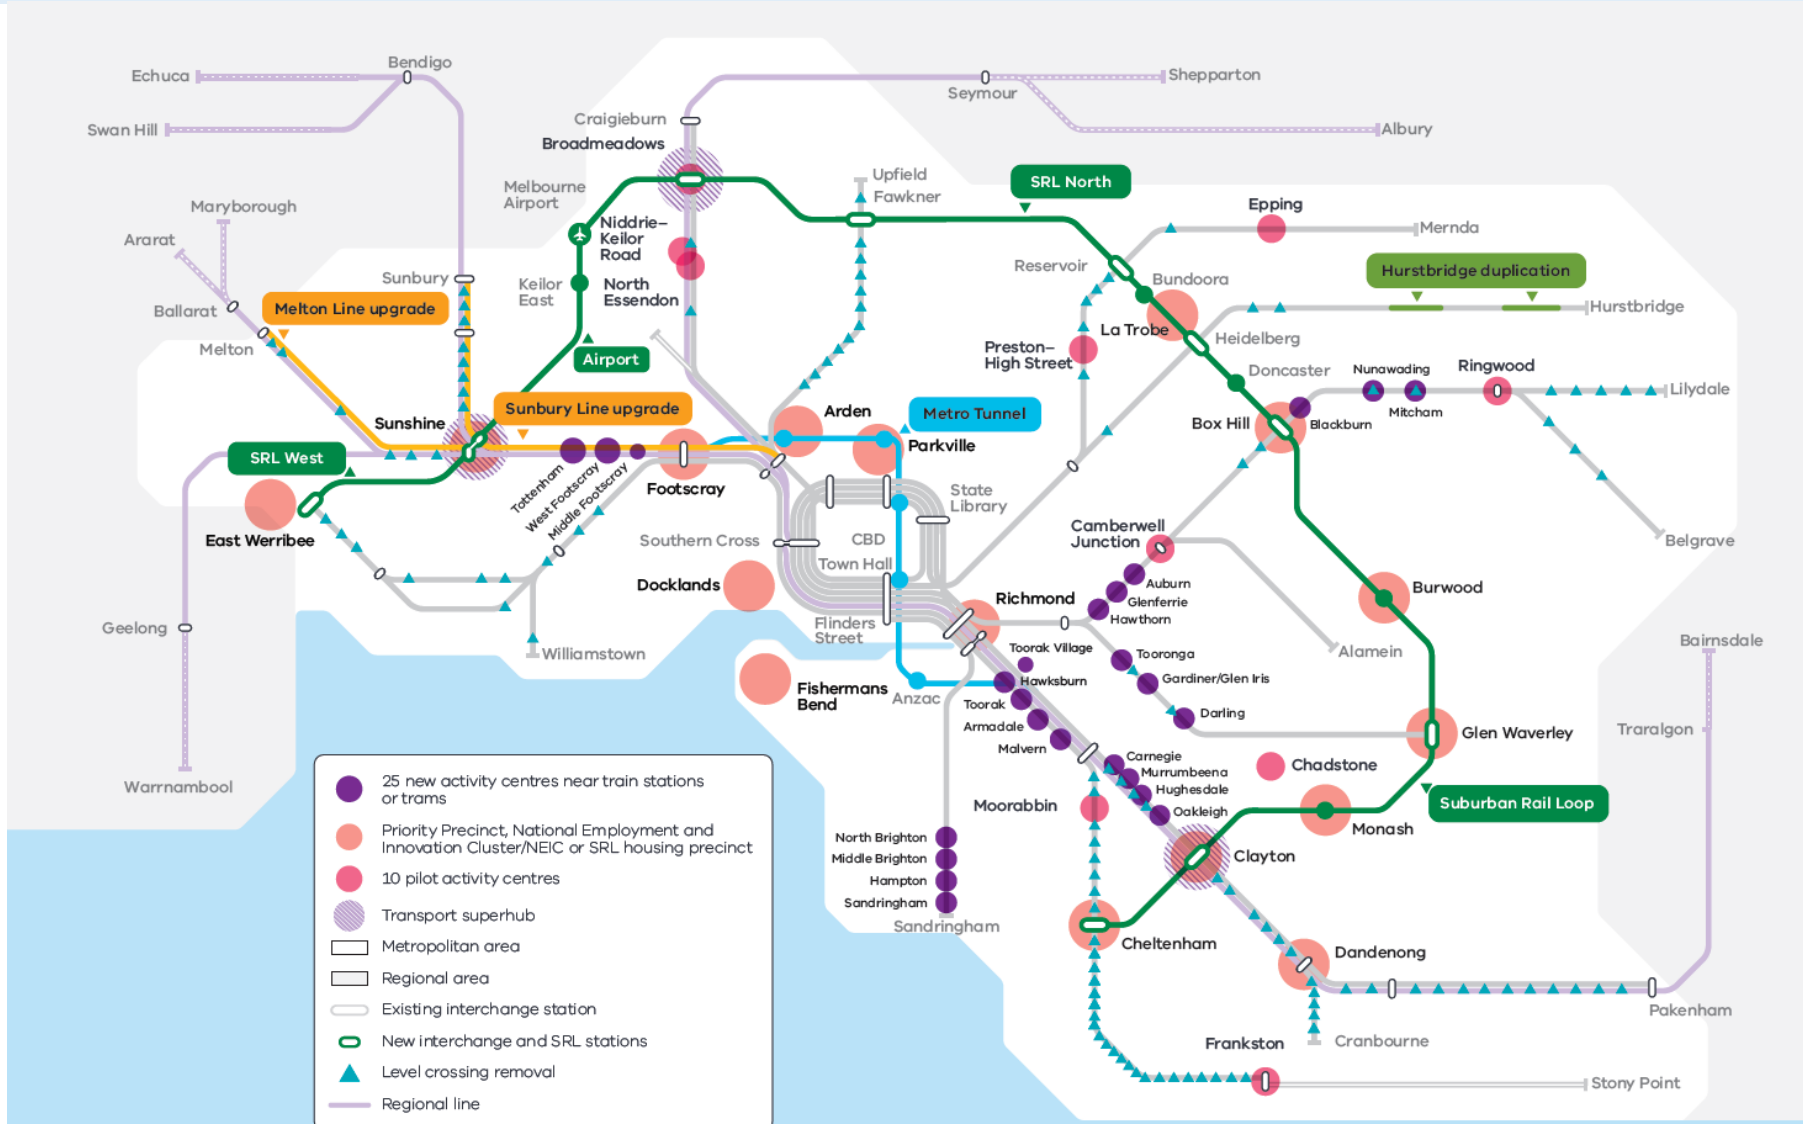 Echuca
Bendigo
Swan Hill
Shepparton
Seymour
Albury
Craigieburn
Broadmeadows
Upfield
Fawkner
SRL North
Melbourne
Airport
Epping
Mernda
Maryborough
Ararat
Niddrie–
Keilor
Road
Reservoir
Bundoora
Hurstbridge duplication
Sunbury
Keilor
East
North
Essendon
Hurstbridge
Ballarat
Melton Line upgrade
La Trobe
Heidelberg
Melton
Airport
Preston–
High Street
Doncaster
Nunawading
Ringwood
Lilydale
Mitcham
Sunshine
Sunbury Line upgrade
Arden
Metro Tunnel
Box Hill
Blackburn
Parkville
SRL West
Tottenham
West Footscray
Middle Footscray
Footscray
State
Library
East Werribee
Southern Cross
CBD
Camberwell
Junction
Belgrave
Town Hall
Auburn
Docklands
Richmond
Glenferrie
Burwood
Hawthorn
Geelong
Flinders
Street
Williamstown
Toorak Village
Tooronga
Alamein
Bairnsdale
Hawksburn
Gardiner/Glen Iris
Fishermans
Bend
Anzac
Toorak
Darling
Armadale
Glen Waverley
Traralgon
Malvern
Carnegie
Chadstone
Murrumbeena
Warrnambool
Hughesdale
Moorabbin
Oakleigh
Suburban Rail Loop
Monash
North Brighton
Middle Brighton
Clayton
Hampton
Sandringham
Sandringham
Cheltenham
Dandenong
Pakenham
Frankston
Cranbourne
Stony Point
25 new activity centres near train stations
or trams
Priority Precinct, National Employment and
Innovation Cluster/NEIC or SRL housing precinct
10 pilot activity centres
Transport superhub
Metropolitan area
Regional area
Existing interchange station
New interchange and SRL stations
Level crossing removal
Regional line